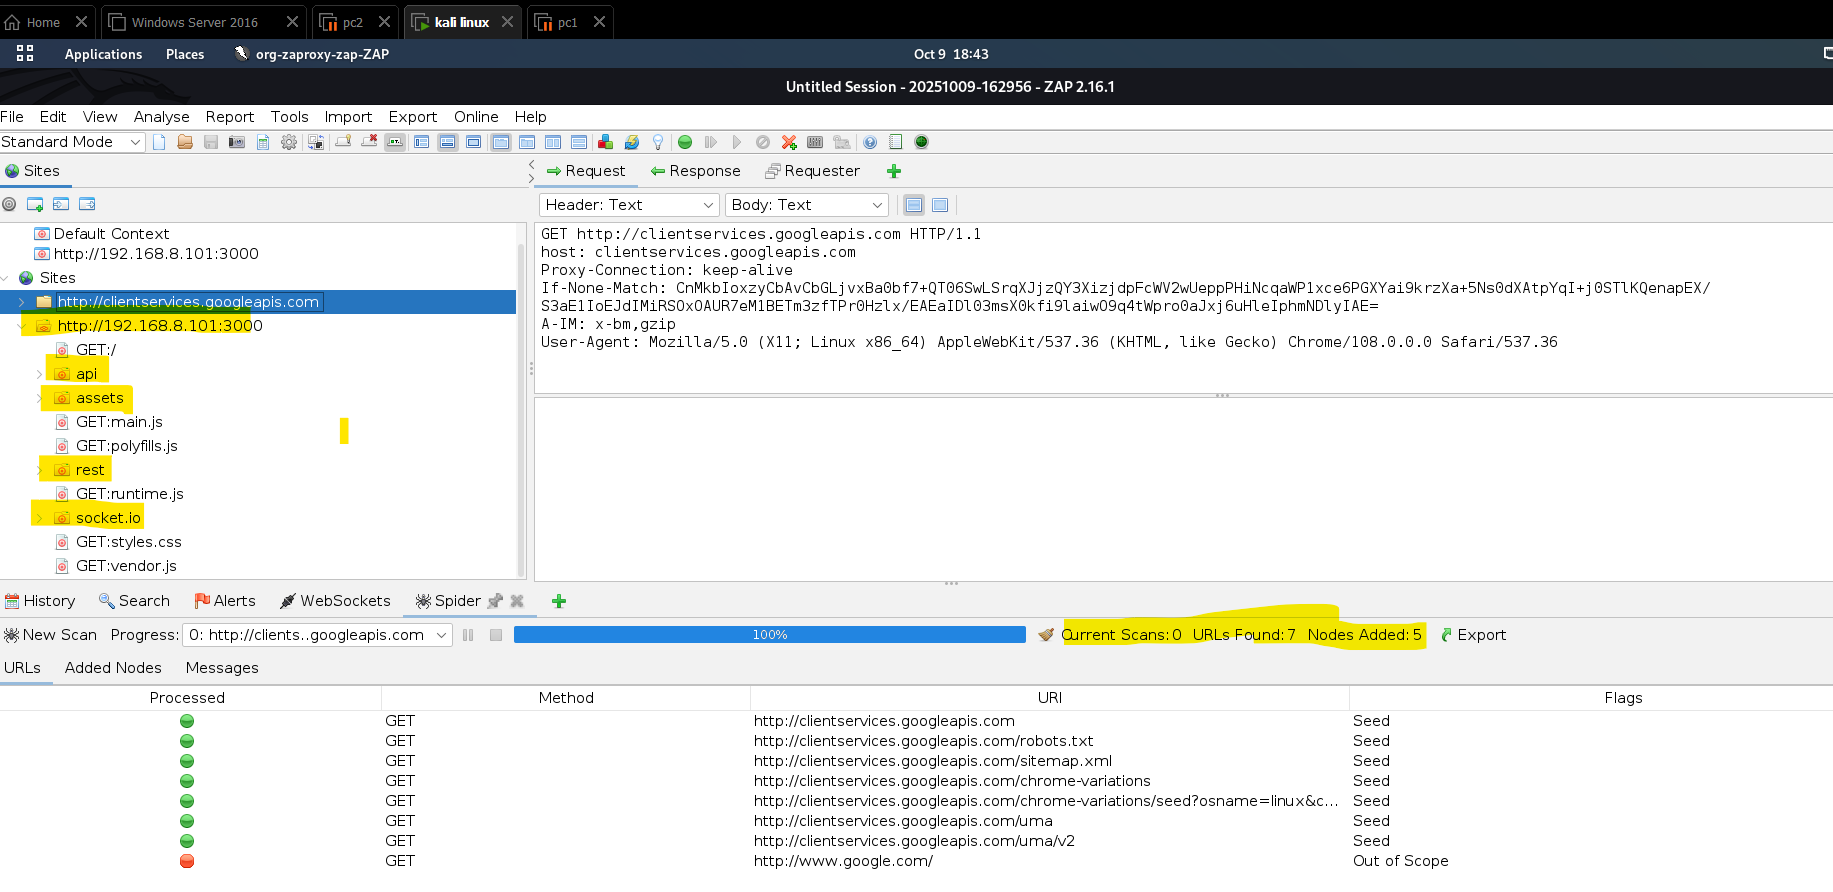 Home
Windows Server 2016
pc2
kali linux
pc1
Applications Places org-zaproxy-zap-ZAP Oct 9 18:43
Untitled Session - 20251009-162956 - ZAP 2.16.1
File Edit View Analyse Report Tools Import Export Online Help
Standard Mode
Sites
Request Response Requester
Header: Text Body: Text
Default Context
http://192.168.8.101:3000
Sites
http://clientservices.googleapis.com
http://192.168.8.101:3000
GET:/
api
assets
GET:main.js
GET:polyfills.js
rest
GET:runtime.js
socket.io
GET:styles.css
GET:vendor.js
GET http://clientservices.googleapis.com HTTP/1.1
host: clientservices.googleapis.com
Proxy-Connection: keep-alive
If-None-Match: CnMkbIoxzyCbAvCbGLjvxBa0bf7+QT06SwLSrqXJjzQY3XizjdpFcWV2wUeppPHiNcqaWP1xce6PGXYai9krzXa+5Ns0dXAtpYqI+j0STlKQenapEX/
S3aE1IoEJdIMiRSOxOAUR7eM1BETm3zfTPr0Hzlx/EAEaIDl03msX0kfi9laiwO9q4tWpro0aJxj6uHleIphmNDlyIAE=
A-IM: x-bm,gzip
User-Agent: Mozilla/5.0 (X11; Linux x86_64) AppleWebKit/537.36 (KHTML, like Gecko) Chrome/108.0.0.0 Safari/537.36
History Search Alerts WebSockets Spider
New Scan Progress: 0: http://clients..googleapis.com 100% Current Scans: 0 URLs Found: 7 Nodes Added: 5 Export
URLs Added Nodes Messages
Processed Method URI Flags
GET http://clientservices.googleapis.com Seed
GET http://clientservices.googleapis.com/robots.txt Seed
GET http://clientservices.googleapis.com/sitemap.xml Seed
GET http://clientservices.googleapis.com/chrome-variations Seed
GET http://clientservices.googleapis.com/chrome-variations/seed?osname=linux&c... Seed
GET http://clientservices.googleapis.com/uma Seed
GET http://clientservices.googleapis.com/uma/v2 Seed
GET http://www.google.com/ Out of Scope